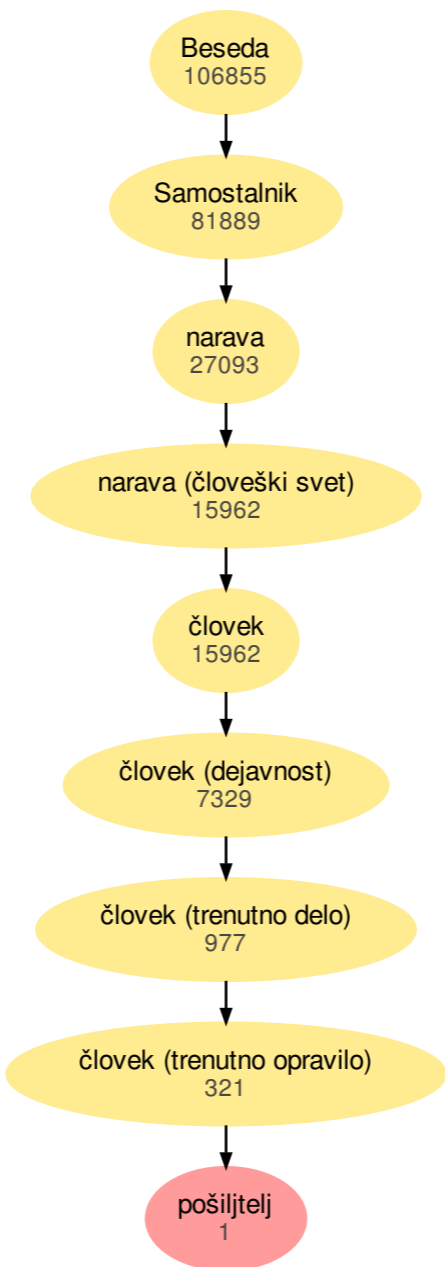 Beseda
106855
Samostalnik
81889
narava
27093
narava (človeški svet)
15962
človek
15962
človek (dejavnost)
7329
človek (trenutno delo)
977
človek (trenutno opravilo)
321
pošiljtelj
1